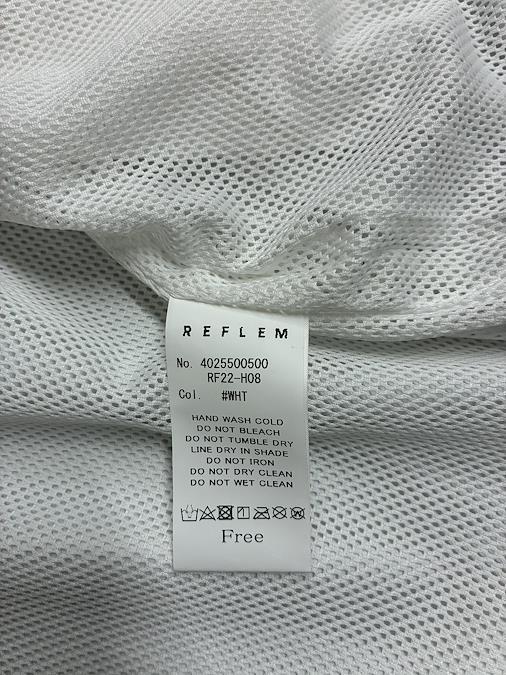 REFLEM
No. 4025500500
RF22-H08
Col. #WHT
HAND WASH COLD
DO NOT BLEACH
DO NOT TUMBLE DRY
LINE DRY IN SHADE
DO NOT IRON
DO NOT DRY CLEAN
DO NOT WET CLEAN
Free